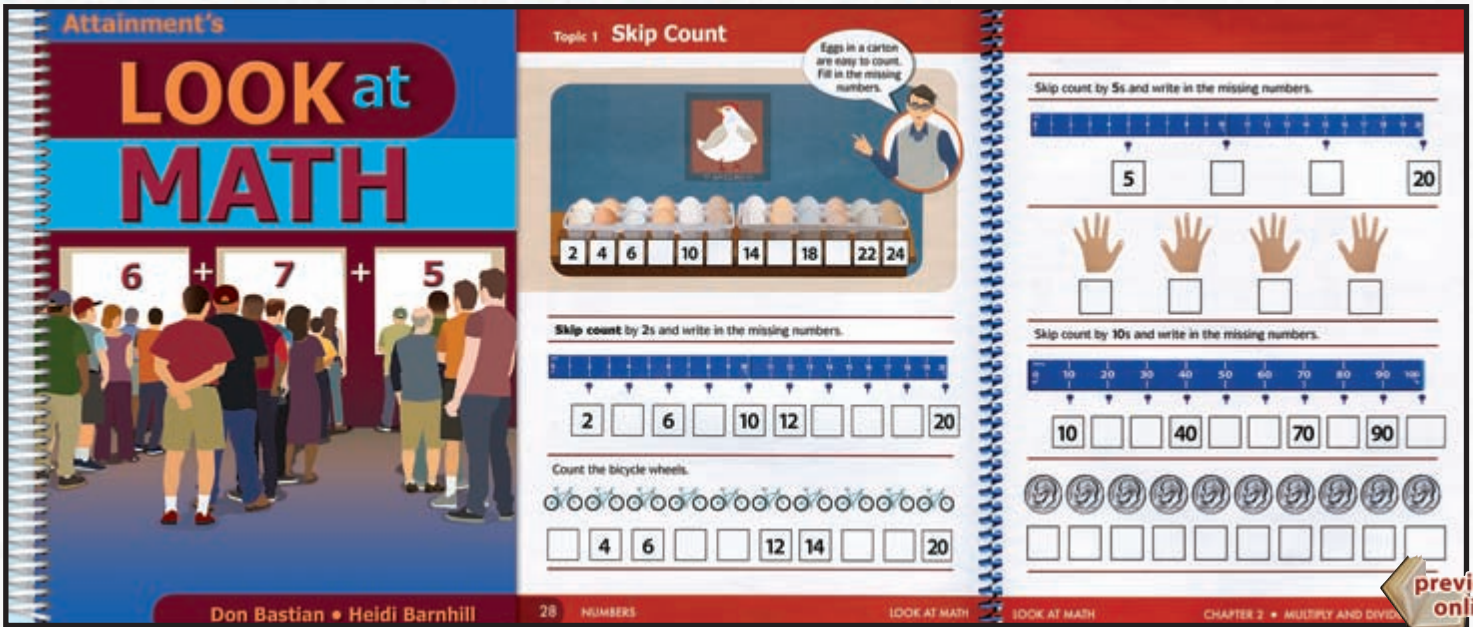 Attainment's
LOOK at
MATH
6 + 7 + 5
Don Bastian • Heidi Barnhill
Topic 1 Skip Count
Eggs in a carton
are easy to count.
Fill in the missing
numbers.
2 4 6 10 14 18 22 24
Skip count by 2s and write in the missing numbers.
2 6 10 12 20
Count the bicycle wheels.
4 6 12 14 20
28 NUMBERS LOOK AT MATH
Skip count by 5s and write in the missing numbers.
5 20
Skip count by 10s and write in the missing numbers.
0 10 20 30 40 50 60 70 80 90 100
10 40 70 90
LOOK AT MATH CHAPTER 2 • MULTIPLY AND